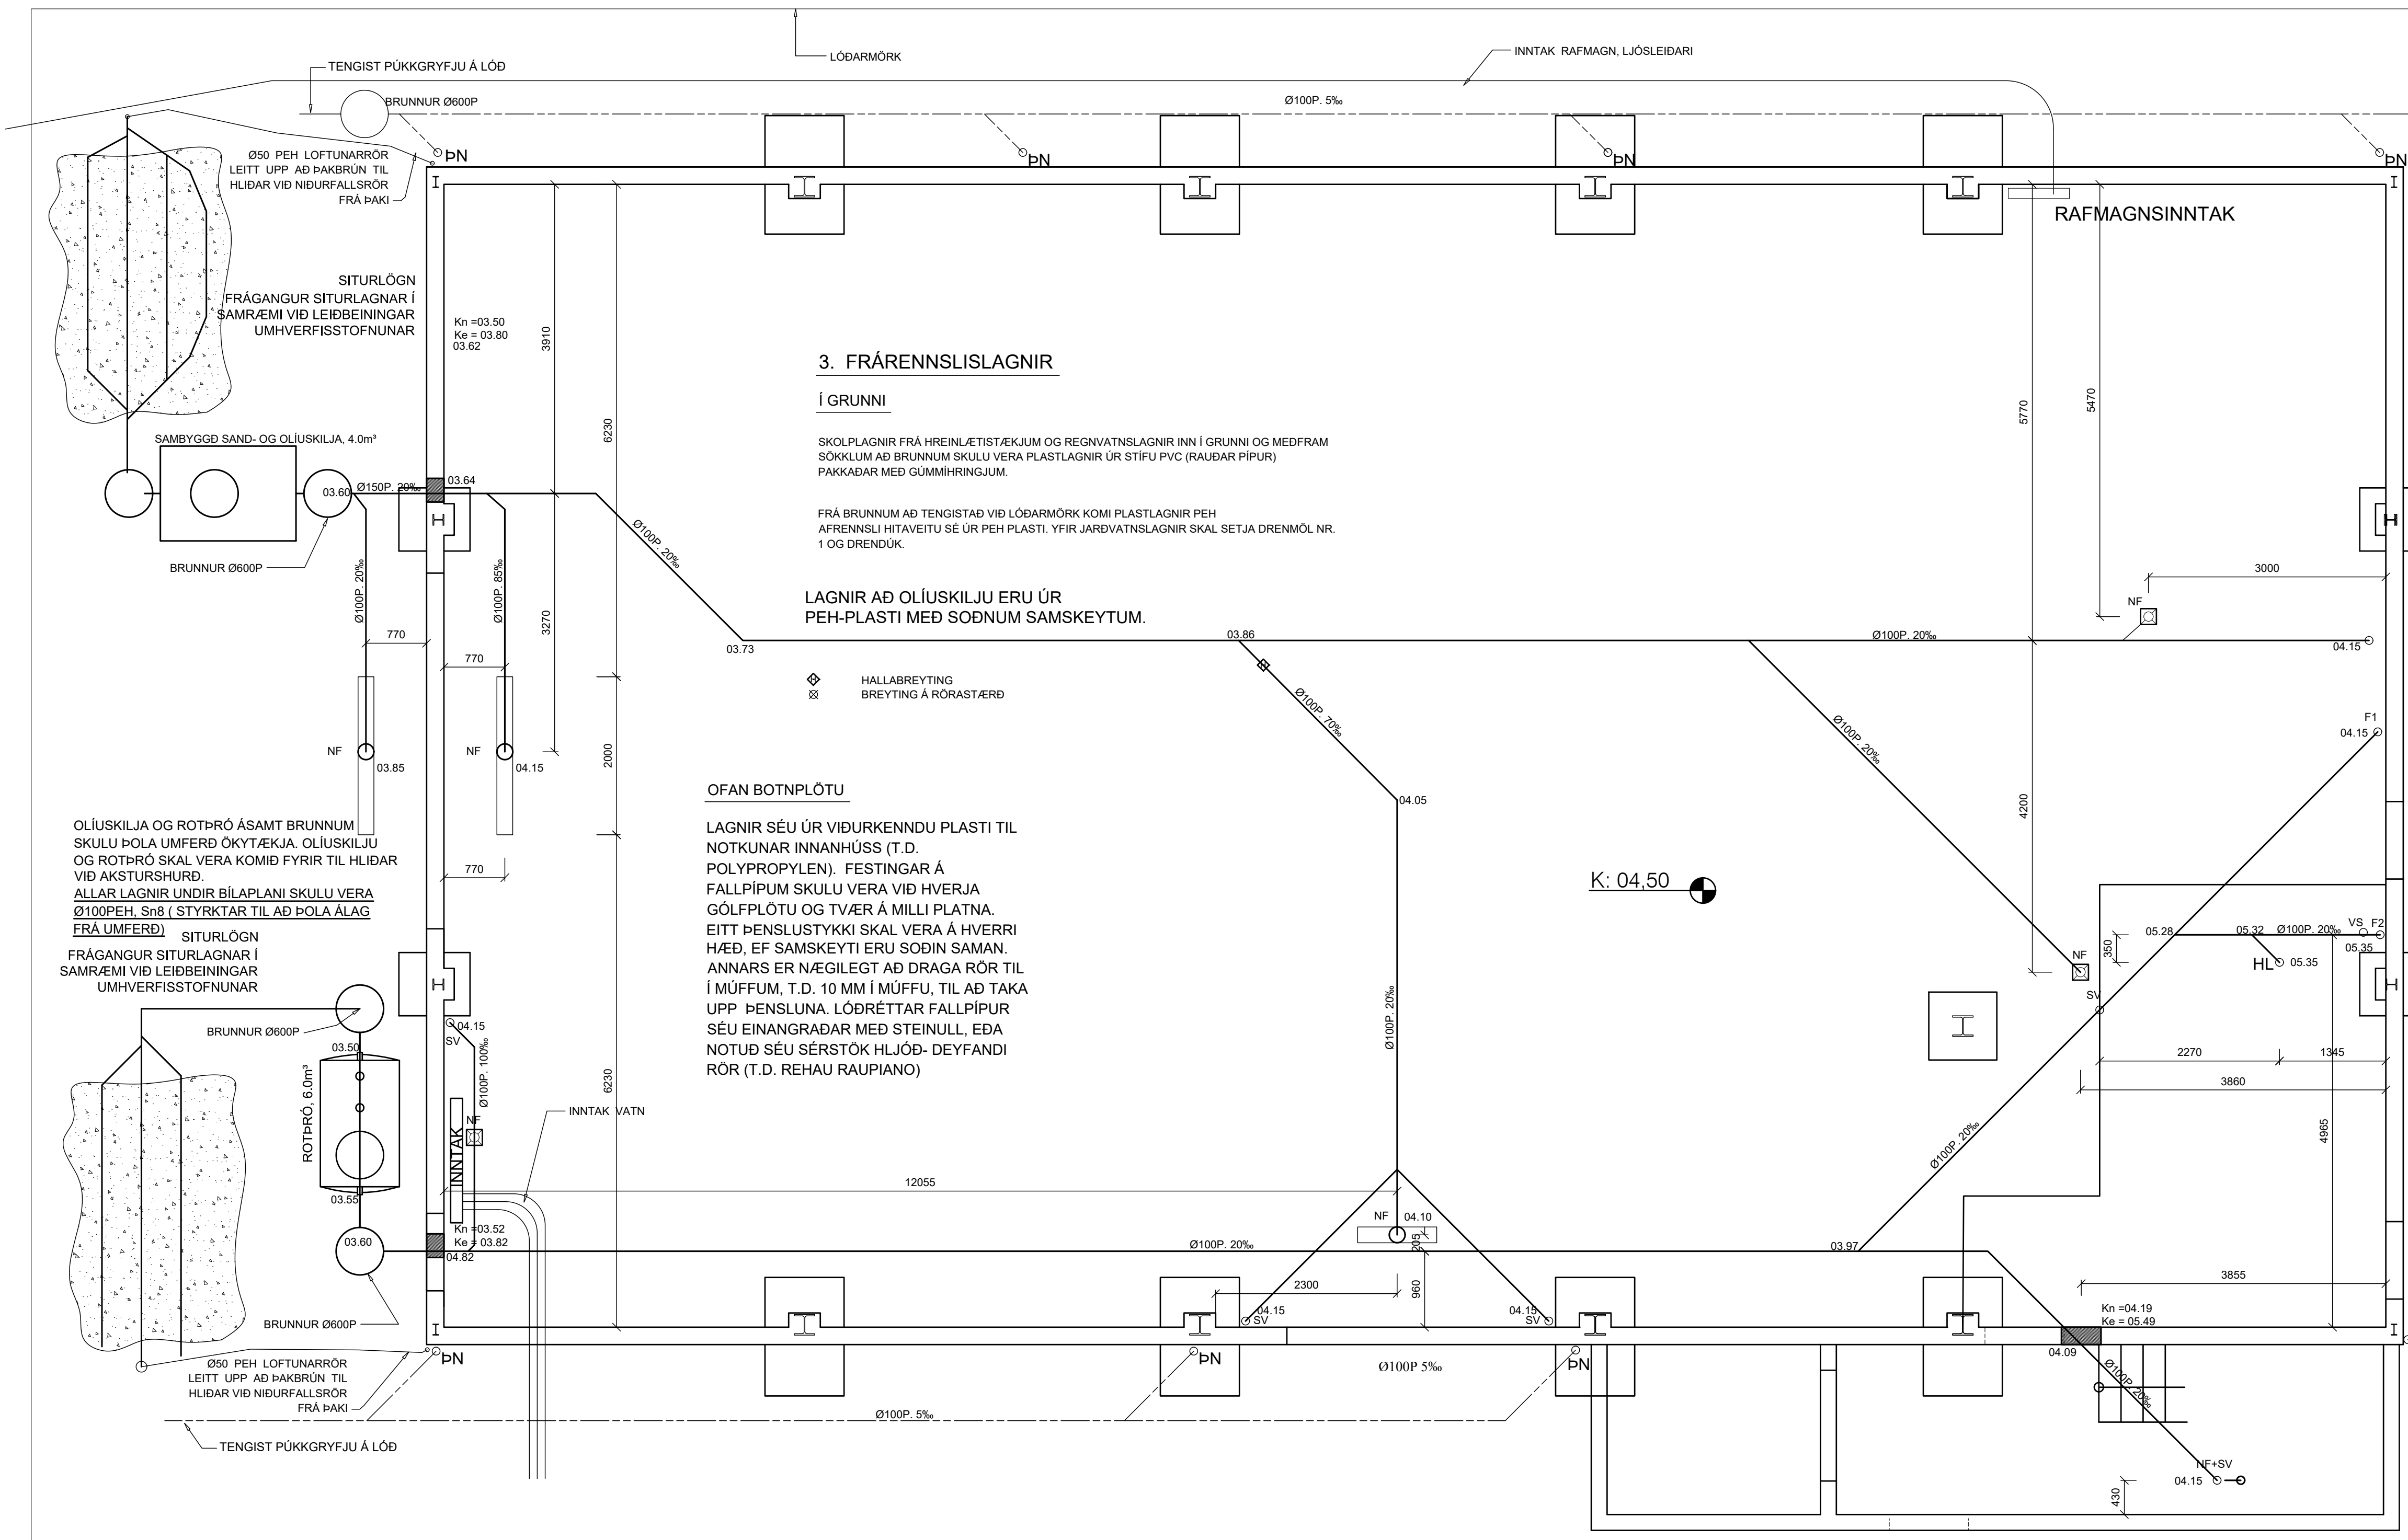 LÓÐARMÖRK
INNTAK RAFMAGN, LJÓSLEIÐARI
TENGIST PÚKKGRYFJU Á LÓÐ
BRUNNUR Ø600P
Ø100P. 5‰
Ø50 PEH LOFTUNARRÖR
LEITT UPP AÐ ÞAKBRÚN TIL
HLIÐAR VIÐ NIÐURFALLSRÖR
FRÁ ÞAKI
ÞN
ÞN
ÞN
ÞN
RAFMAGNSINNTAK
SITURLÖGN
FRÁGANGUR SITURLAGNAR Í
SAMRÆMI VIÐ LEIÐBEININGAR
UMHVERFISSTOFNUNAR
Kn =03.50
Ke = 03.80
03.62
3910
6230
5770
5470
3. FRÁRENNSLISLAGNIR
Í GRUNNI
SKOLPLAGNIR FRÁ HREINLÆTISTÆKJUM OG REGNVATNSLAGNIR INN Í GRUNNI OG MEÐFRAM
SÖKKLUM AÐ BRUNNUM SKULU VERA PLASTLAGNIR ÚR STÍFU PVC (RAUÐAR PÍPUR)
PAKKAÐAR MEÐ GÚMMÍHRINGJUM.
FRÁ BRUNNUM AÐ TENGISTAÐ VIÐ LÓÐARMÖRK KOMI PLASTLAGNIR PEH
AFRENNSLI HITAVEITU SÉ ÚR PEH PLASTI. YFIR JARÐVATNSLAGNIR SKAL SETJA DRENMÖL NR.
1 OG DRENDÚK.
LAGNIR AÐ OLÍUSKILJU ERU ÚR
PEH-PLASTI MEÐ SOÐNUM SAMSKEYTUM.
SAMBYGGÐ SAND- OG OLÍUSKILJA, 4.0m³
03.60
Ø150P. 20‰
03.64
BRUNNUR Ø600P
Ø100P. 20‰
Ø100P. 85‰
Ø100P. 20‰
3270
770
770
03.73
03.86
Ø100P. 20‰
04.15
3000
NF
HALLABREYTING
BREYTING Á RÖRASTÆRÐ
Ø100P. 70‰
Ø100P. 20‰
F1
04.15
NF
03.85
NF
04.15
2000
4200
770
04.05
K: 04,50
OFAN BOTNPLÖTU
LAGNIR SÉU ÚR VIÐURKENNDU PLASTI TIL
NOTKUNAR INNANHÚSS (T.D.
POLYPROPYLEN). FESTINGAR Á
FALLPÍPUM SKULU VERA VIÐ HVERJA
GÓLFPLÖTU OG TVÆR Á MILLI PLATNA.
EITT ÞENSLUSTYKKI SKAL VERA Á HVERRI
HÆÐ, EF SAMSKEYTI ERU SOÐIN SAMAN.
ANNARS ER NÆGILEGT AÐ DRAGA RÖR TIL
Í MÚFFUM, T.D. 10 MM Í MÚFFU, TIL AÐ TAKA
UPP ÞENSLUNA. LÓÐRÉTTAR FALLPÍPUR
SÉU EINANGRAÐAR MEÐ STEINULL, EÐA
NOTUÐ SÉU SÉRSTÖK HLJÓÐ- DEYFANDI
RÖR (T.D. REHAU RAUPIANO)
OLÍUSKILJA OG ROTÞRÓ ÁSAMT BRUNNUM
SKULU ÞOLA UMFERÐ ÖKYTÆKJA. OLÍUSKILJU
OG ROTÞRÓ SKAL VERA KOMIÐ FYRIR TIL HLIÐAR
VIÐ AKSTURSHURÐ.
ALLAR LAGNIR UNDIR BÍLAPLANI SKULU VERA
Ø100PEH, Sn8 ( STYRKTAR TIL AÐ ÞOLA ÁLAG
FRÁ UMFERÐ)
SITURLÖGN
FRÁGANGUR SITURLAGNAR Í
SAMRÆMI VIÐ LEIÐBEININGAR
UMHVERFISSTOFNUNAR
BRUNNUR Ø600P
03.50
ROTÞRÓ, 6.0m³
03.55
03.60
04.15
SV
Ø100P. 100‰
NF
INNTAK
6230
INNTAK VATN
Kn =03.52
Ke = 03.82
04.82
12055
Ø100P. 20‰
NF
04.10
205
Ø100P. 20‰
03.97
960
2300
04.15
SV
04.15
SV
05.28
05.32
Ø100P. 20‰
VS
F2
05.35
350
HL
05.35
NF
SV
2270
1345
3860
4965
Ø100P. 20‰
3855
Kn =04.19
Ke = 05.49
04.09
Ø100P. 20‰
BRUNNUR Ø600P
Ø50 PEH LOFTUNARRÖR
LEITT UPP AÐ ÞAKBRÚN TIL
HLIÐAR VIÐ NIÐURFALLSRÖR
FRÁ ÞAKI
ÞN
ÞN
ÞN
Ø100P 5‰
Ø100P. 5‰
TENGIST PÚKKGRYFJU Á LÓÐ
NF+SV
04.15
430